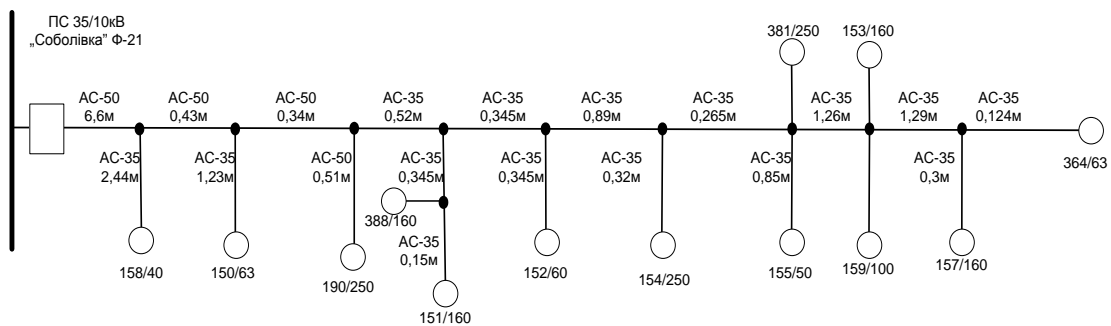 ПС 35/10кВ
„Соболівка” Ф-21
381/250
153/160
АС-50
6,6м
АС-50
0,43м
АС-50
0,34м
АС-35
0,52м
АС-35
0,345м
АС-35
0,89м
АС-35
0,265м
АС-35
1,26м
АС-35
1,29м
АС-35
0,124м
АС-35
2,44м
АС-35
1,23м
АС-50
0,51м
АС-35
0,345м
АС-35
0,345м
АС-35
0,32м
АС-35
0,85м
АС-35
0,3м
364/63
388/160
АС-35
0,15м
158/40
150/63
190/250
151/160
152/60
154/250
155/50
159/100
157/160